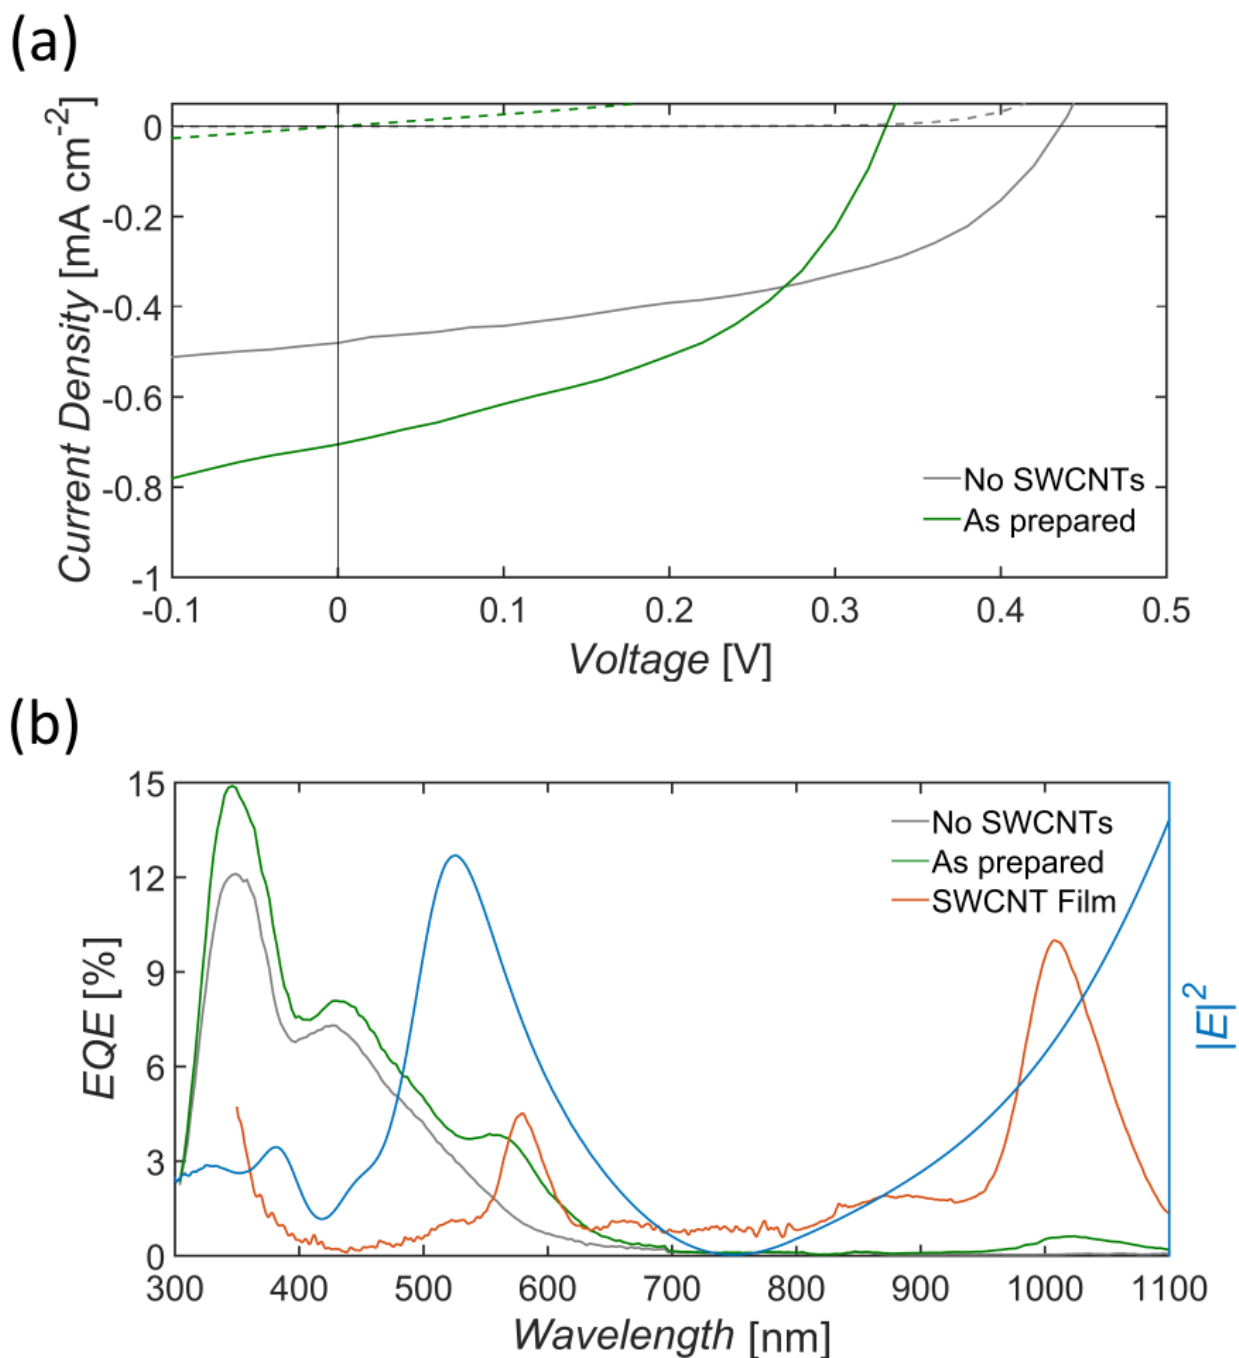 (a)
0
-0.2
-0.4
-0.6
-0.8
-1
Current Density [mA cm-2]
No SWCNTs
As prepared
-0.1 0 0.1 0.2 0.3 0.4 0.5
Voltage [V]
(b)
15
12
9
6
3
0
EQE [%]
No SWCNTs
As prepared
SWCNT Film
|E|2
300 400 500 600 700 800 900 1000 1100
Wavelength [nm]